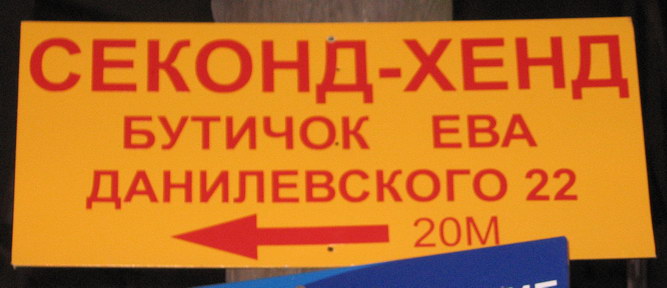 СЕКОНД-ХЕНД
БУТИЧОК ЕВА
ДАНИЛЕВСКОГО 22
20М